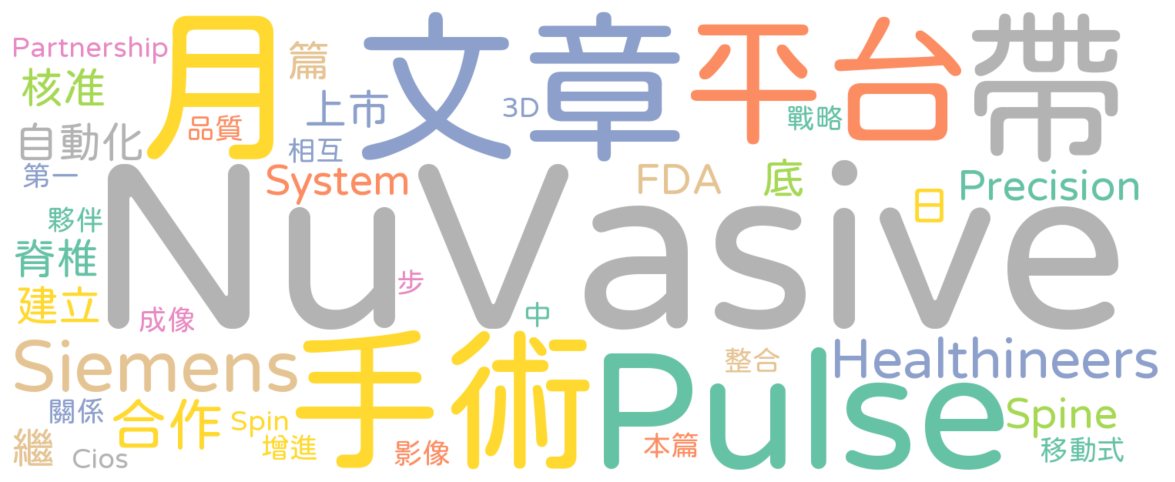 Partnership
月
篇
文章
平台
帶
核准
上市
3D
戰略
品質
自動化
相互
第一
System
FDA
底
Precision
NuVasive
日
夥伴
脊椎
步
建立
成像
中
Siemens
手術
Pulse
整合
Healthineers
關係
合作
Spin
增進
影像
本篇
Spine
移動式
繼
Cios